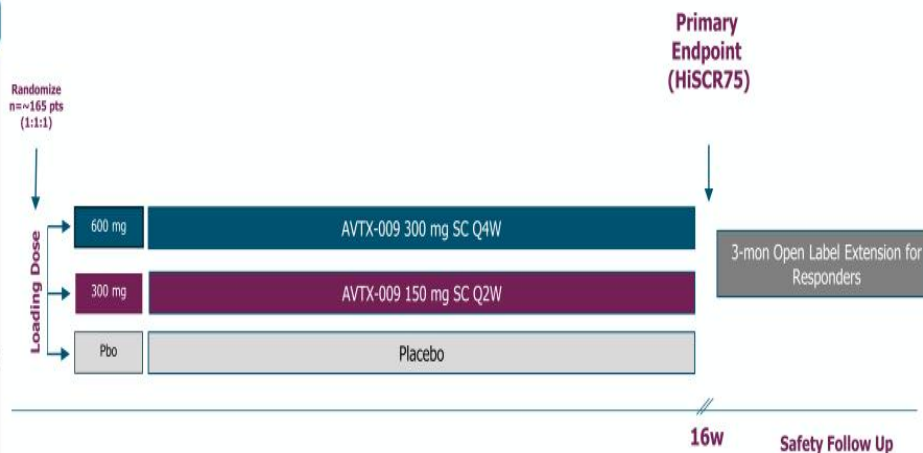 Primary
Endpoint
(HiSCR75)
Randomize
n=~165 pts
(1:1:1)
Loading Dose
600 mg
AVTX-009 300 mg SC Q4W
300 mg
AVTX-009 150 mg SC Q2W
Pbo
Placebo
3-mon Open Label Extension for
Responders
16w
Safety Follow Up